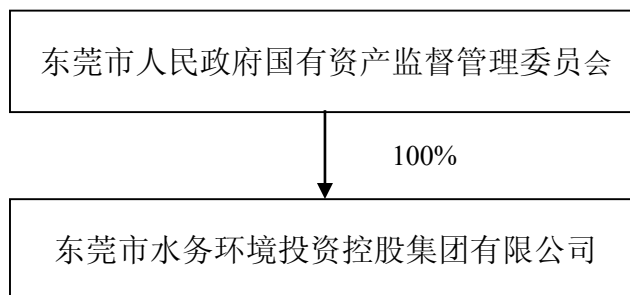 东莞市人民政府国有资产监督管理委员会
100%
东莞市水务环境投资控股集团有限公司